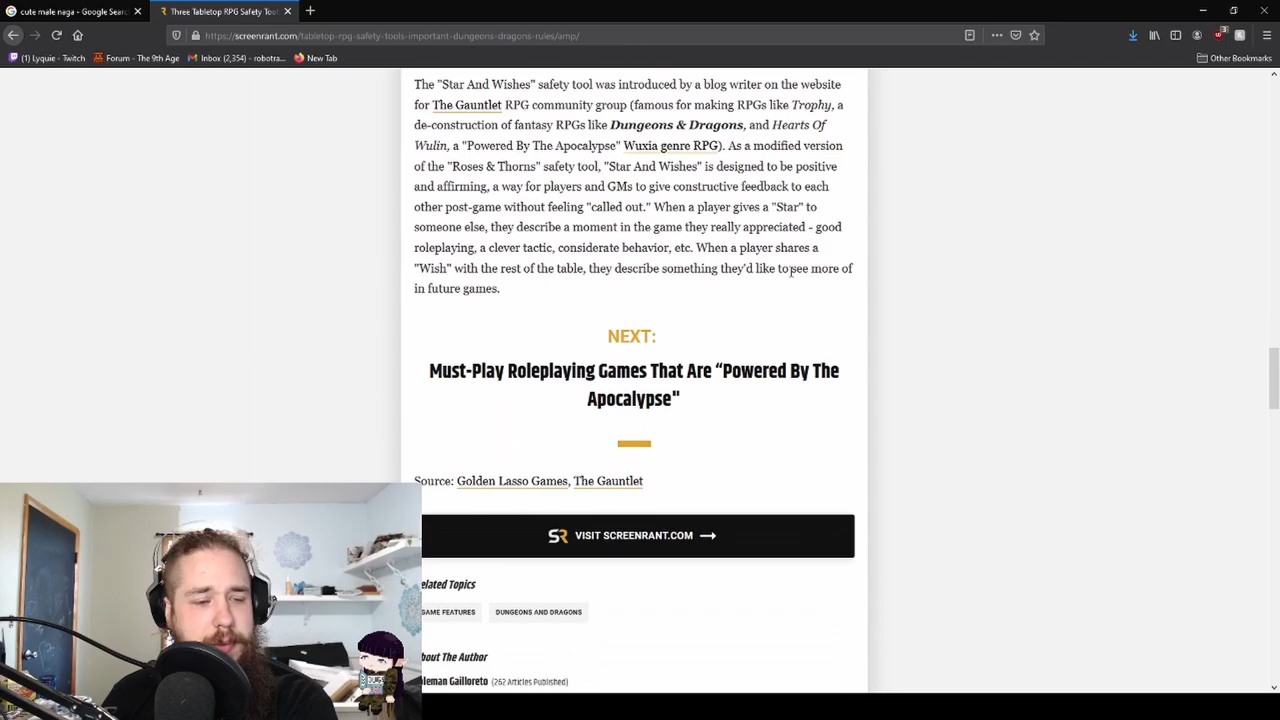 cute male naga - Google Searc
Three Tabletop RPG Safety Tool
https://screenrant.com/tabletop-rpg-safety-tools-important-dungeons-dragons-rules/amp/
3
(1) Lyquie - Twitch
Forum - The 9th Age
Inbox (2,354) - robotra...
New Tab
Other Bookmarks
The "Star And Wishes" safety tool was introduced by a blog writer on the website
for The Gauntlet RPG community group (famous for making RPGs like Trophy, a
de-construction of fantasy RPGs like Dungeons & Dragons, and Hearts Of
Wulin, a "Powered By The Apocalypse" Wuxia genre RPG). As a modified version
of the "Roses & Thorns" safety tool, "Star And Wishes" is designed to be positive
and affirming, a way for players and GMs to give constructive feedback to each
other post-game without feeling "called out." When a player gives a "Star" to
someone else, they describe a moment in the game they really appreciated - good
roleplaying, a clever tactic, considerate behavior, etc. When a player shares a
"Wish" with the rest of the table, they describe something they'd like to see more of
in future games.
NEXT:
Must-Play Roleplaying Games That Are “Powered By The
Apocalypse"
Source: Golden Lasso Games, The Gauntlet
SR VISIT SCREENRANT.COM
elated Topics
GAME FEATURES
DUNGEONS AND DRAGONS
bout The Author
leman Gailloreto (262 Articles Published)